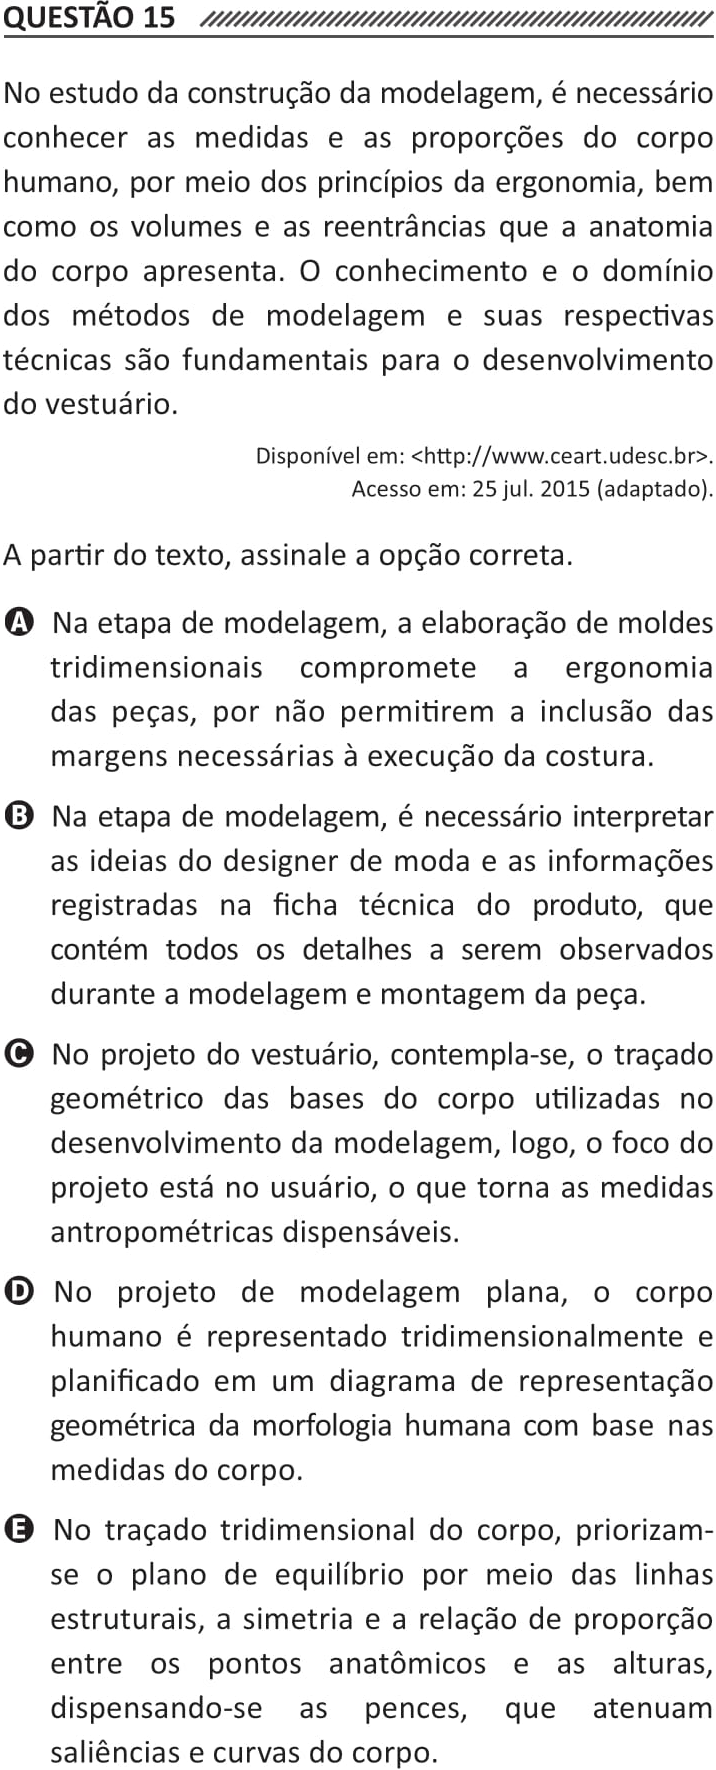 QUESTÃO 15
No estudo da construção da modelagem, é necessário
conhecer as medidas e as proporções do corpo
humano, por meio dos princípios da ergonomia, bem
como os volumes e as reentrâncias que a anatomia
do corpo apresenta. O conhecimento e o domínio
dos métodos de modelagem e suas respectivas
técnicas são fundamentais para o desenvolvimento
do vestuário.
Disponível em: <http://www.ceart.udesc.br>.
Acesso em: 25 jul. 2015 (adaptado).
A partir do texto, assinale a opção correta.
A Na etapa de modelagem, a elaboração de moldes
tridimensionais compromete a ergonomia
das peças, por não permitirem a inclusão das
margens necessárias à execução da costura.
B Na etapa de modelagem, é necessário interpretar
as ideias do designer de moda e as informações
registradas na ficha técnica do produto, que
contém todos os detalhes a serem observados
durante a modelagem e montagem da peça.
C No projeto do vestuário, contempla-se, o traçado
geométrico das bases do corpo utilizadas no
desenvolvimento da modelagem, logo, o foco do
projeto está no usuário, o que torna as medidas
antropométricas dispensáveis.
D No projeto de modelagem plana, o corpo
humano é representado tridimensionalmente e
planificado em um diagrama de representação
geométrica da morfologia humana com base nas
medidas do corpo.
E No traçado tridimensional do corpo, priorizam-
se o plano de equilíbrio por meio das linhas
estruturais, a simetria e a relação de proporção
entre os pontos anatômicos e as alturas,
dispensando-se as pences, que atenuam
saliências e curvas do corpo.